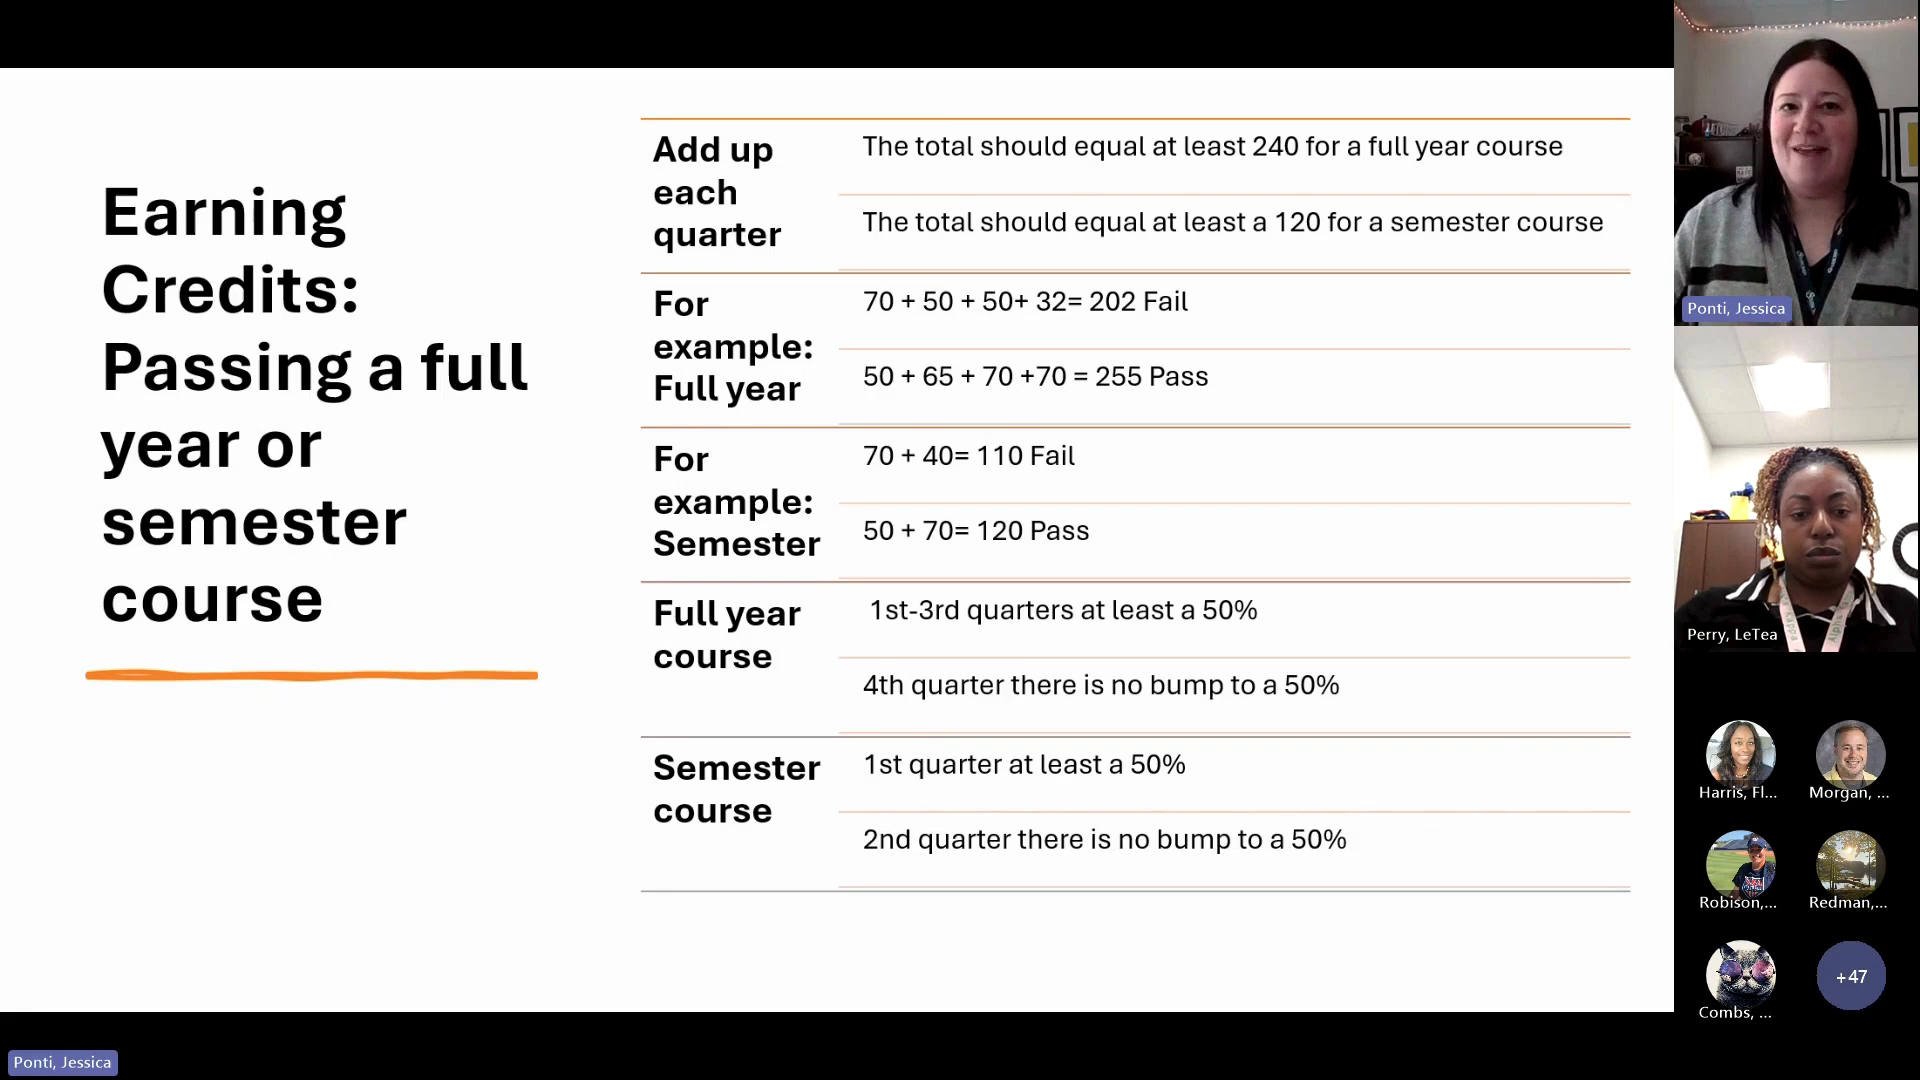 Earning
Credits:
Passing a full
year or
semester
course
Add up
each
quarter
The total should equal at least 240 for a full year course
The total should equal at least a 120 for a semester course
For
example:
Full year
70 + 50 + 50+ 32= 202 Fail
50 + 65 + 70 +70 = 255 Pass
For
example:
Semester
70 + 40= 110 Fail
50 + 70= 120 Pass
Full year
course
1st-3rd quarters at least a 50%
4th quarter there is no bump to a 50%
Semester
course
1st quarter at least a 50%
2nd quarter there is no bump to a 50%
Ponti, Jessica
Perry, LeTea
Harris, Fl...
Morgan, ...
Robison,...
Redman,...
Combs, ...
+47
Ponti, Jessica